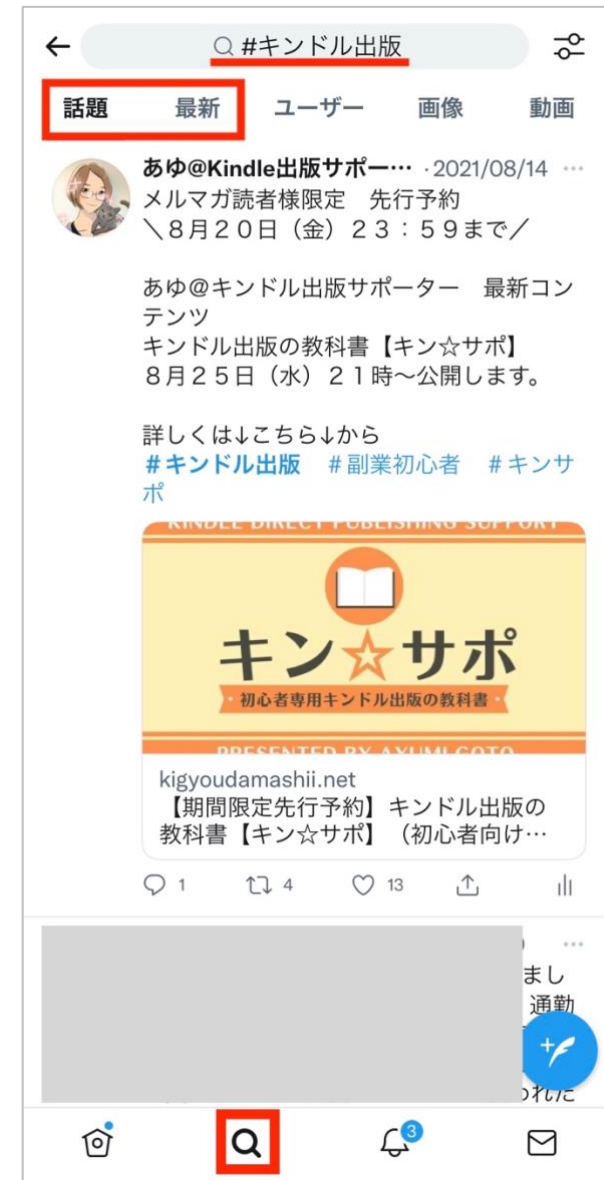 #キンドル出版
話題 最新 ユーザー 画像 動画
あゆ@Kindle出版サポー… ·2021/08/14
メルマガ読者様限定　先行予約
＼8月20日（金）23：59まで／
あゆ@キンドル出版サポーター　最新コン
テンツ
キンドル出版の教科書【キン☆サポ】
8月25日（水）21時〜公開します。
詳しくは↓こちら↓から
#キンドル出版　#副業初心者　#キンサ
ポ
KINDLE DIRECT PUBLISHING SUPPORT
キン☆サポ
・初心者専用キンドル出版の教科書・
PRESENTED BY AYUMI GOTO
kigyoudamashii.net
【期間限定先行予約】キンドル出版の
教科書【キン☆サポ】（初心者向け…
1 4 13
まし
通勤
われた
3